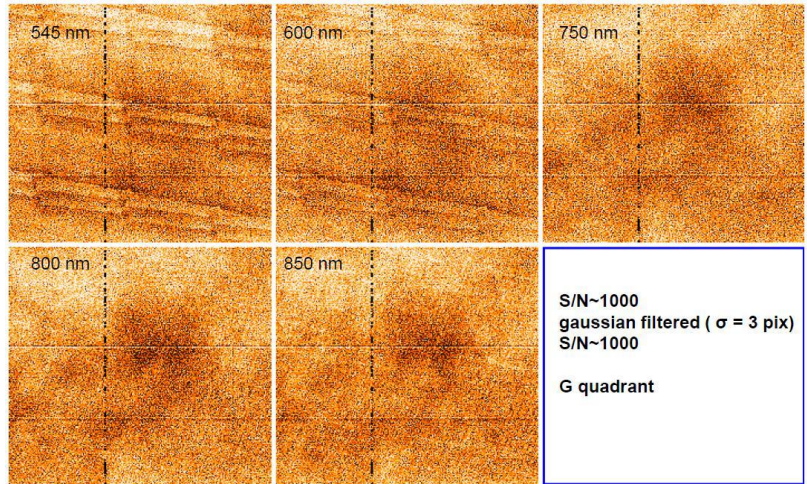 545 nm
600 nm
750 nm
800 nm
850 nm
S/N~1000
gaussian filtered ( σ = 3 pix)
S/N~1000
G quadrant